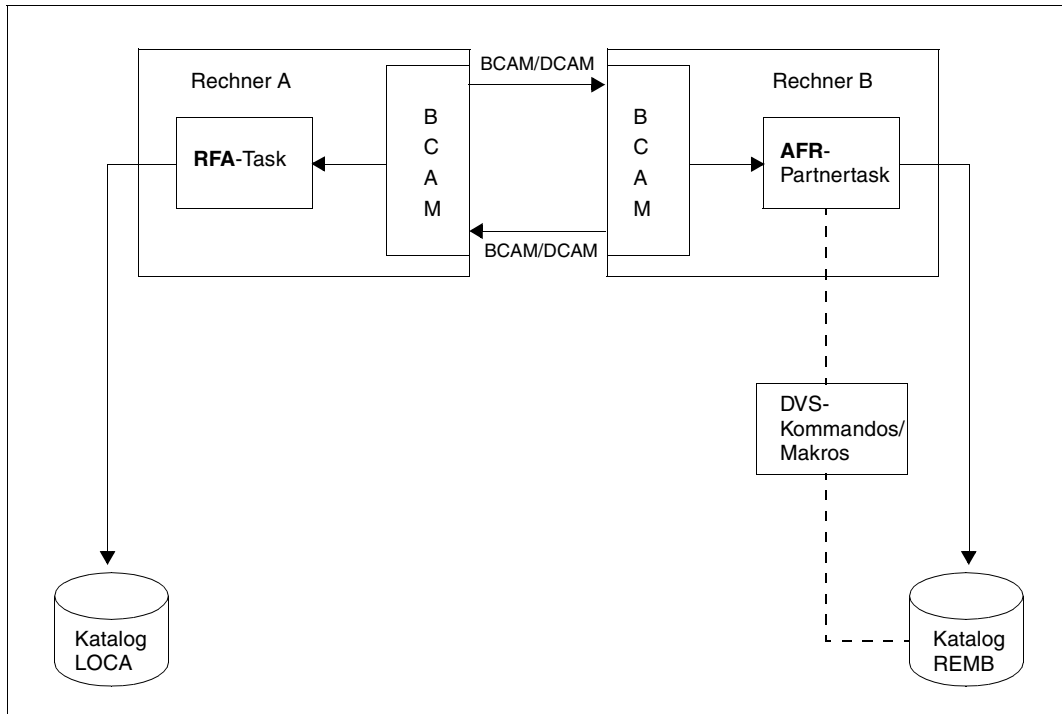 BCAM/DCAM
Rechner A
Rechner B
B
C
A
M
B
C
A
M
RFA-Task
AFR-
Partnertask
BCAM/DCAM
DVS-
Kommandos/
Makros
Katalog
LOCA
Katalog
REMB